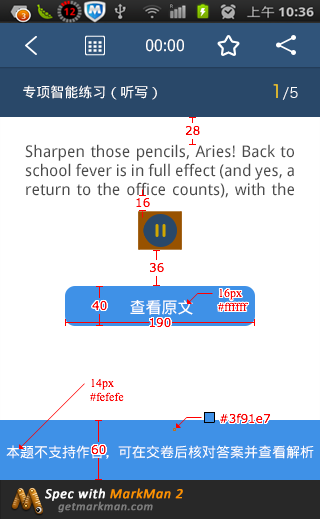 3
12
M
上午 10:36
00:00
专项智能练习（听写）
1/5
28
Sharpen those pencils, Aries! Back to
school fever is in full effect (and yes, a
return to the office counts), with the
16
36
40
查看原文
16px
#ffffff
190
14px
#fefefe
#3f91e7
60
本题不支持作，可在交卷后核对答案并查看解析
Spec with MarkMan 2
getmarkman.com